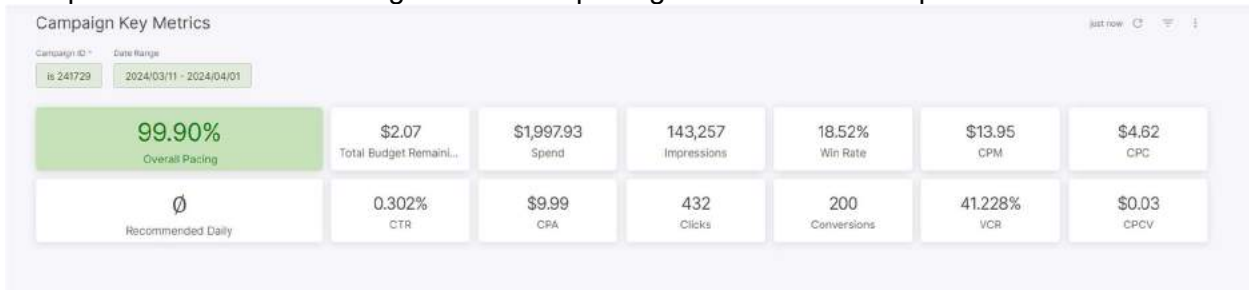 Campaign Key Metrics
just now
Campaign ID *
Date Range
is 241729
2024/03/11 - 2024/04/01
99.90%
Overall Pacing
$2.07
Total Budget Remaini...
$1,997.93
Spend
143,257
Impressions
18.52%
Win Rate
$13.95
CPM
$4.62
CPC
Ø
Recommended Daily
0.302%
CTR
$9.99
CPA
432
Clicks
200
Conversions
41.228%
VCR
$0.03
CPCV